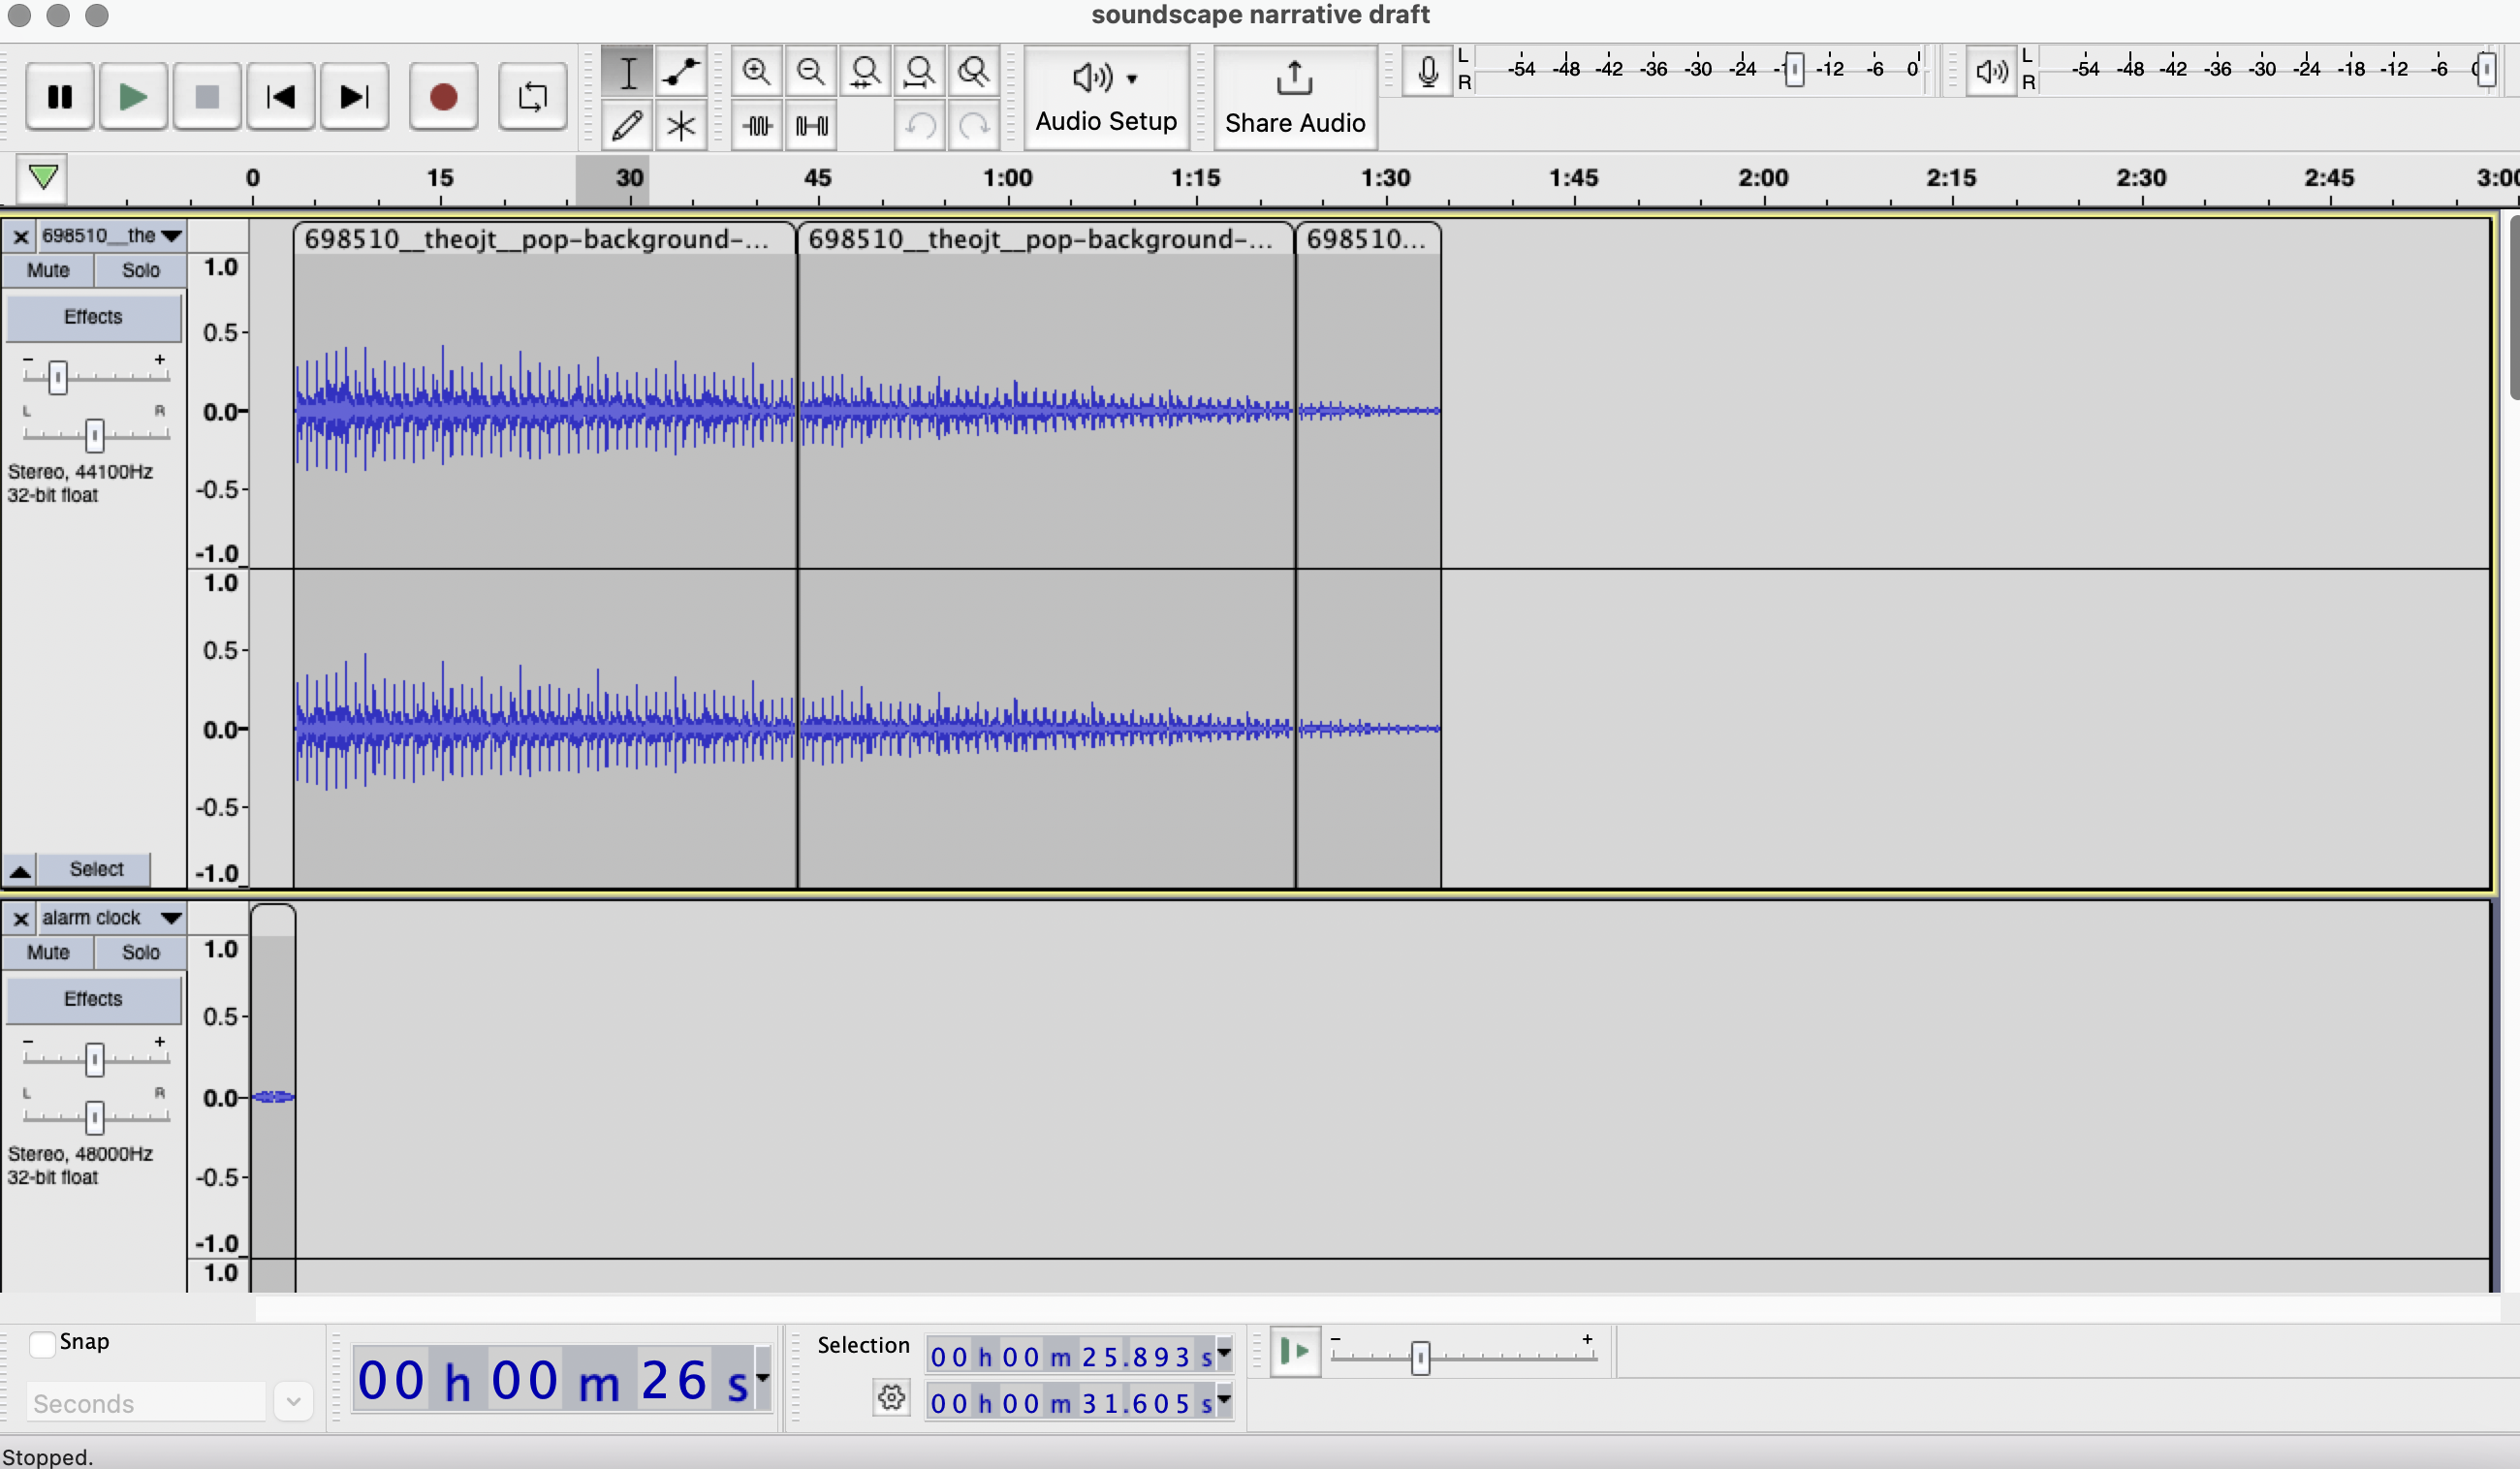 soundscape narrative draft
L
R
-54 -48 -42 -36 -30 -24 -12 -6 0
L
R
-54 -48 -42 -36 -30 -24 -18 -12 -6
Audio Setup
Share Audio
0 15 30 45 1:00 1:15 1:30 1:45 2:00 2:15 2:30 2:45 3:00
698510__the
Mute Solo
Effects
- +
L R
Stereo, 44100Hz
32-bit float
Select
1.0
0.5
0.0
-0.5
-1.0
1.0
0.5
0.0
-0.5
-1.0
698510__theojt__pop-background-... 698510__theojt__pop-background-... 698510...
alarm clock
Mute Solo
Effects
- +
L R
Stereo, 48000Hz
32-bit float
1.0
0.5
0.0
-0.5
-1.0
1.0
Snap
Seconds
00 h 00 m 26 s
Selection
00 h 00 m 25.893 s
00 h 00 m 31.605 s
- +
Stopped.